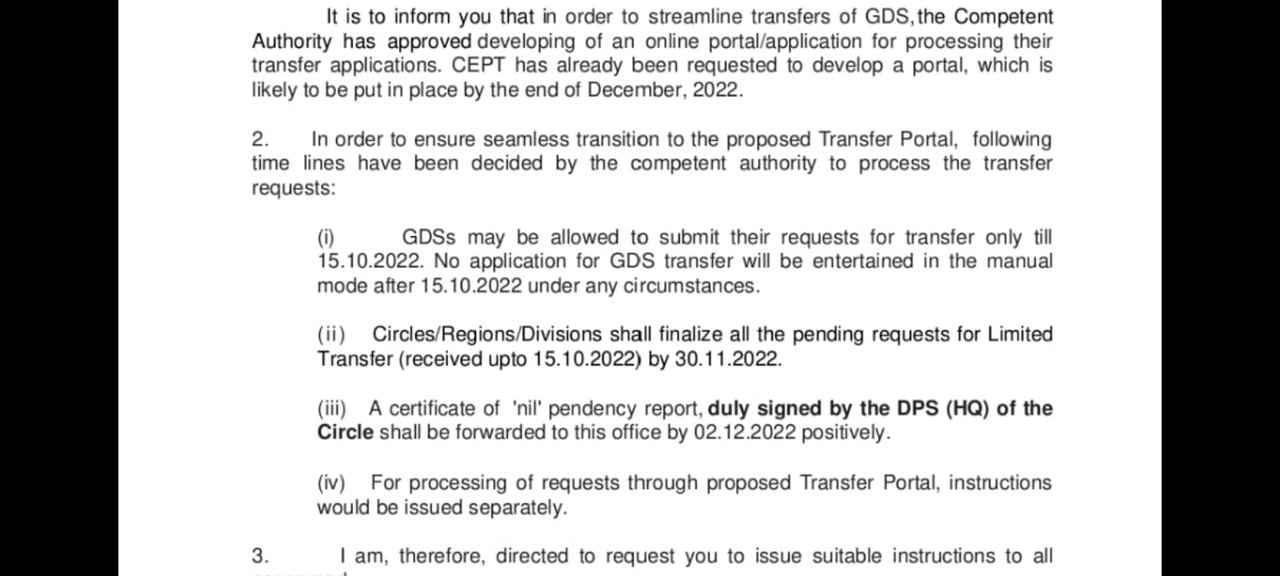 It is to inform you that in order to streamline transfers of GDS, the Competent
Authority has approved developing of an online portal/application for processing their
transfer applications. CEPT has already been requested to develop a portal, which is
likely to be put in place by the end of December, 2022.
2. In order to ensure seamless transition to the proposed Transfer Portal, following
time lines have been decided by the competent authority to process the transfer
requests:
(i) GDSs may be allowed to submit their requests for transfer only till
15.10.2022. No application for GDS transfer will be entertained in the manual
mode after 15.10.2022 under any circumstances.
(ii) Circles/Regions/Divisions shall finalize all the pending requests for Limited
Transfer (received upto 15.10.2022) by 30.11.2022.
(iii) A certificate of 'nil' pendency report, duly signed by the DPS (HQ) of the
Circle shall be forwarded to this office by 02.12.2022 positively.
(iv) For processing of requests through proposed Transfer Portal, instructions
would be issued separately.
3. I am, therefore, directed to request you to issue suitable instructions to all